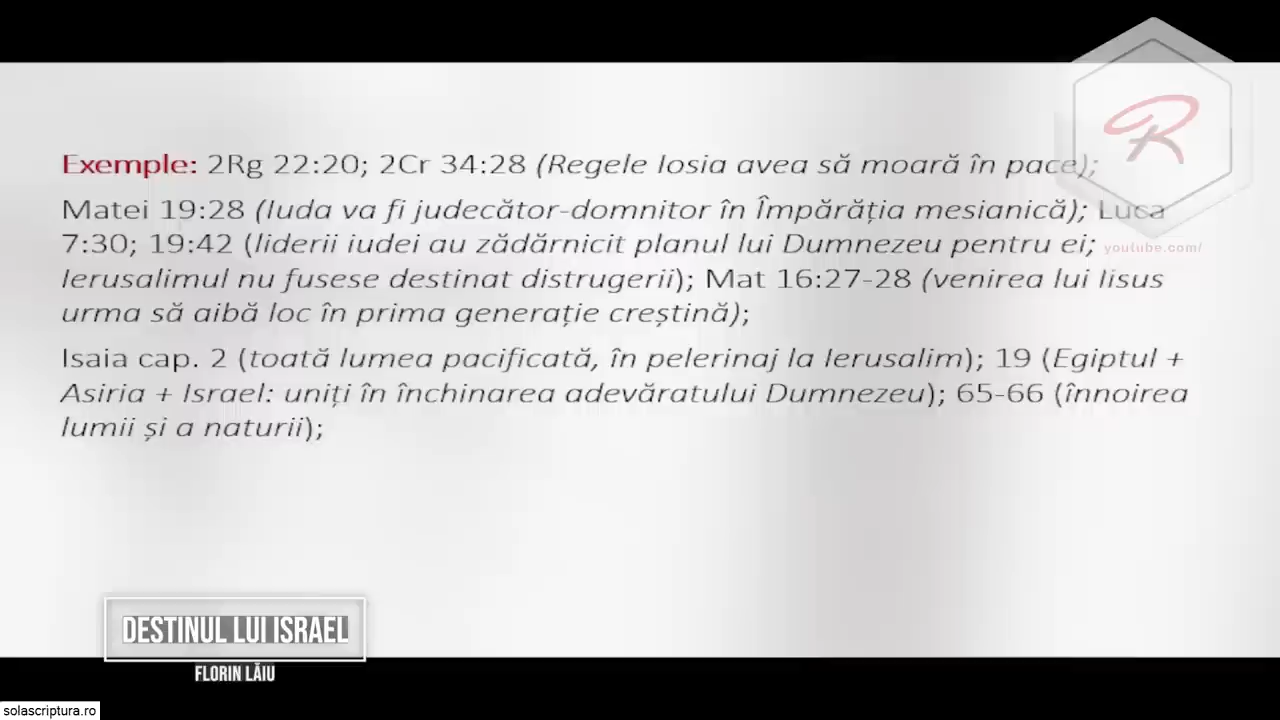 Exemple: 2Rg 22:20; 2Cr 34:28 (Regele Iosia avea să moară în pace);
Matei 19:28 (Iuda va fi judecător-domnitor în Împărăția mesianică); Luca
7:30; 19:42 (liderii iudei au zădărnicit planul lui Dumnezeu pentru ei;
Ierusalimul nu fusese destinat distrugerii); Mat 16:27-28 (venirea lui Iisus
urma să aibă loc în prima generație creștină);
Isaia cap. 2 (toată lumea pacificată, în pelerinaj la Ierusalim); 19 (Egiptul +
Asiria + Israel: uniți în închinarea adevăratului Dumnezeu); 65-66 (înnoirea
lumii și a naturii);
R
youtube.com/
DESTINUL LUI ISRAEL
FLORIN LĂIU
solascriptura.ro